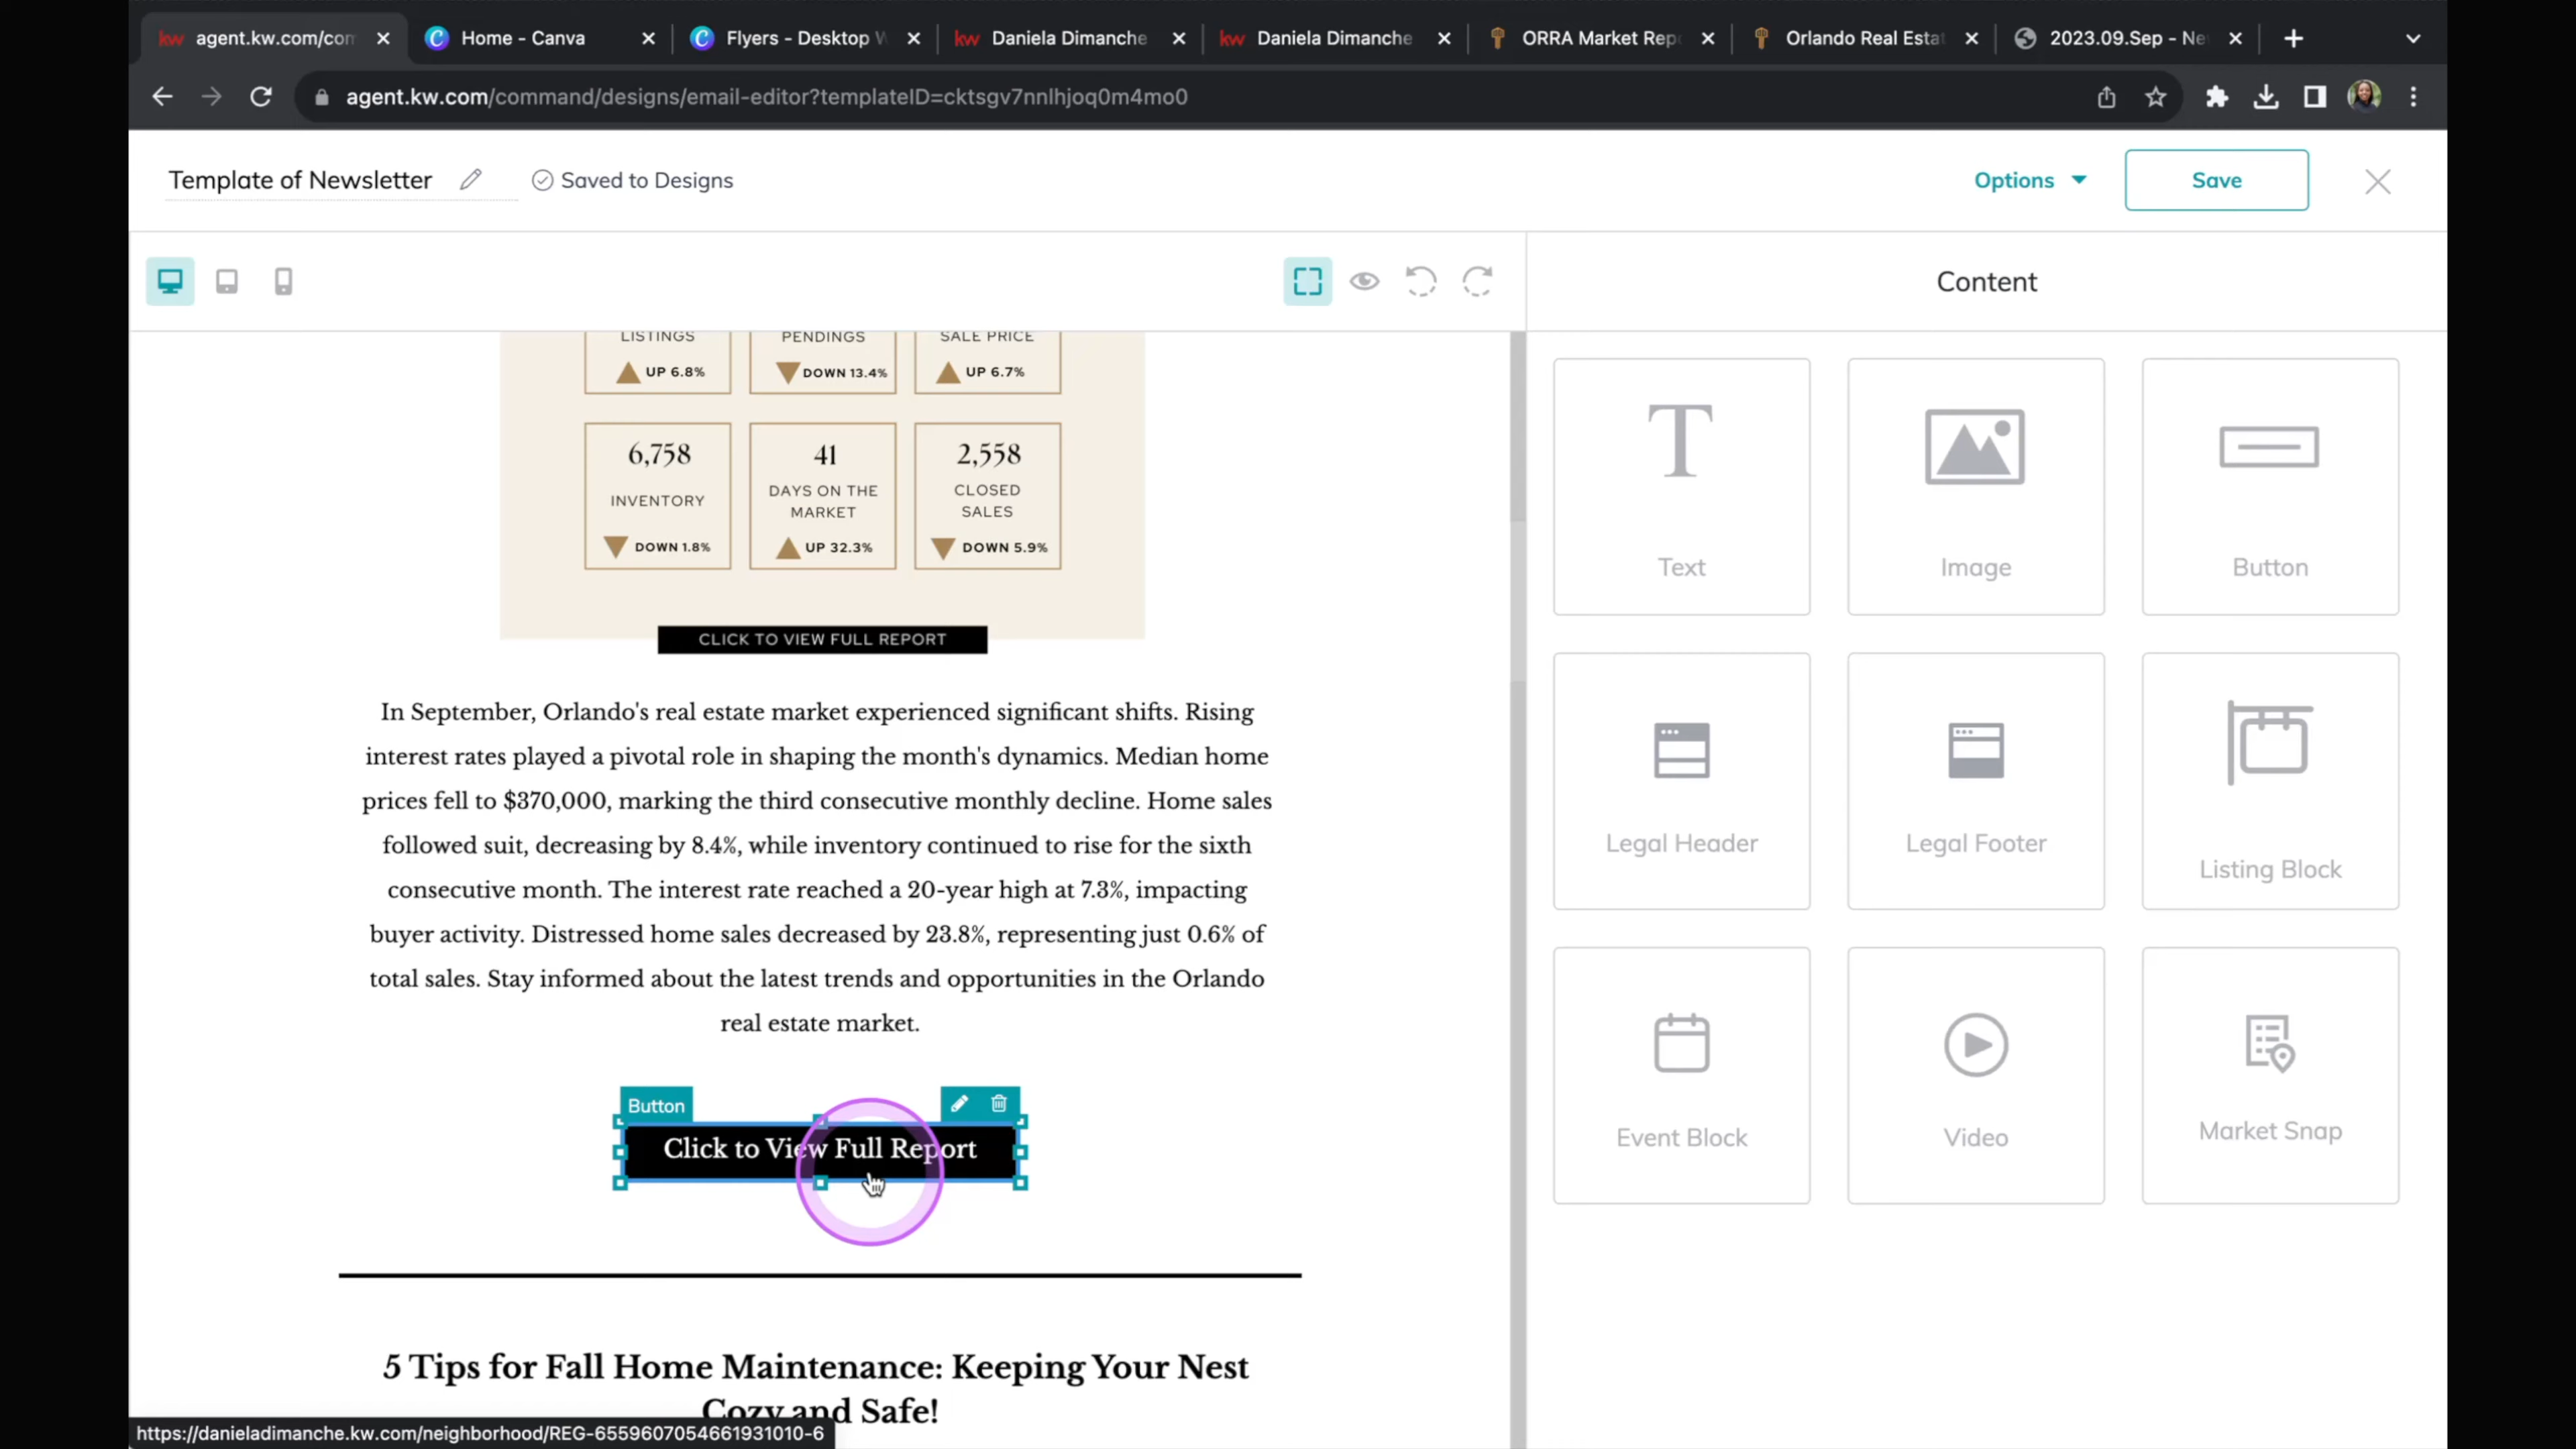 agent.kw.com/com
Home - Canva
Flyers - Desktop W
Daniela Dimanche
Daniela Dimanche
ORRA Market Repo
Orlando Real Estat
2023.09.Sep - Ne
agent.kw.com/command/designs/email-editor?templateID=cktsgv7nnlhjoq0m4mo0
Template of Newsletter
Saved to Designs
Options
Save
Content
LISTINGS
UP 6.8%
PENDINGS
DOWN 13.4%
SALE PRICE
UP 6.7%
6,758
INVENTORY
DOWN 1.8%
41
DAYS ON THE
MARKET
UP 32.3%
2,558
CLOSED
SALES
DOWN 5.9%
CLICK TO VIEW FULL REPORT
In September, Orlando's real estate market experienced significant shifts. Rising
interest rates played a pivotal role in shaping the month's dynamics. Median home
prices fell to $370,000, marking the third consecutive monthly decline. Home sales
followed suit, decreasing by 8.4%, while inventory continued to rise for the sixth
consecutive month. The interest rate reached a 20-year high at 7.3%, impacting
buyer activity. Distressed home sales decreased by 23.8%, representing just 0.6% of
total sales. Stay informed about the latest trends and opportunities in the Orlando
real estate market.
Button
Click to View Full Report
5 Tips for Fall Home Maintenance: Keeping Your Nest
Cozy and Safe!
https://danieladimanche.kw.com/neighborhood/REG-6559607054661931010-6
Text
Image
Button
Legal Header
Legal Footer
Listing Block
Event Block
Video
Market Snap